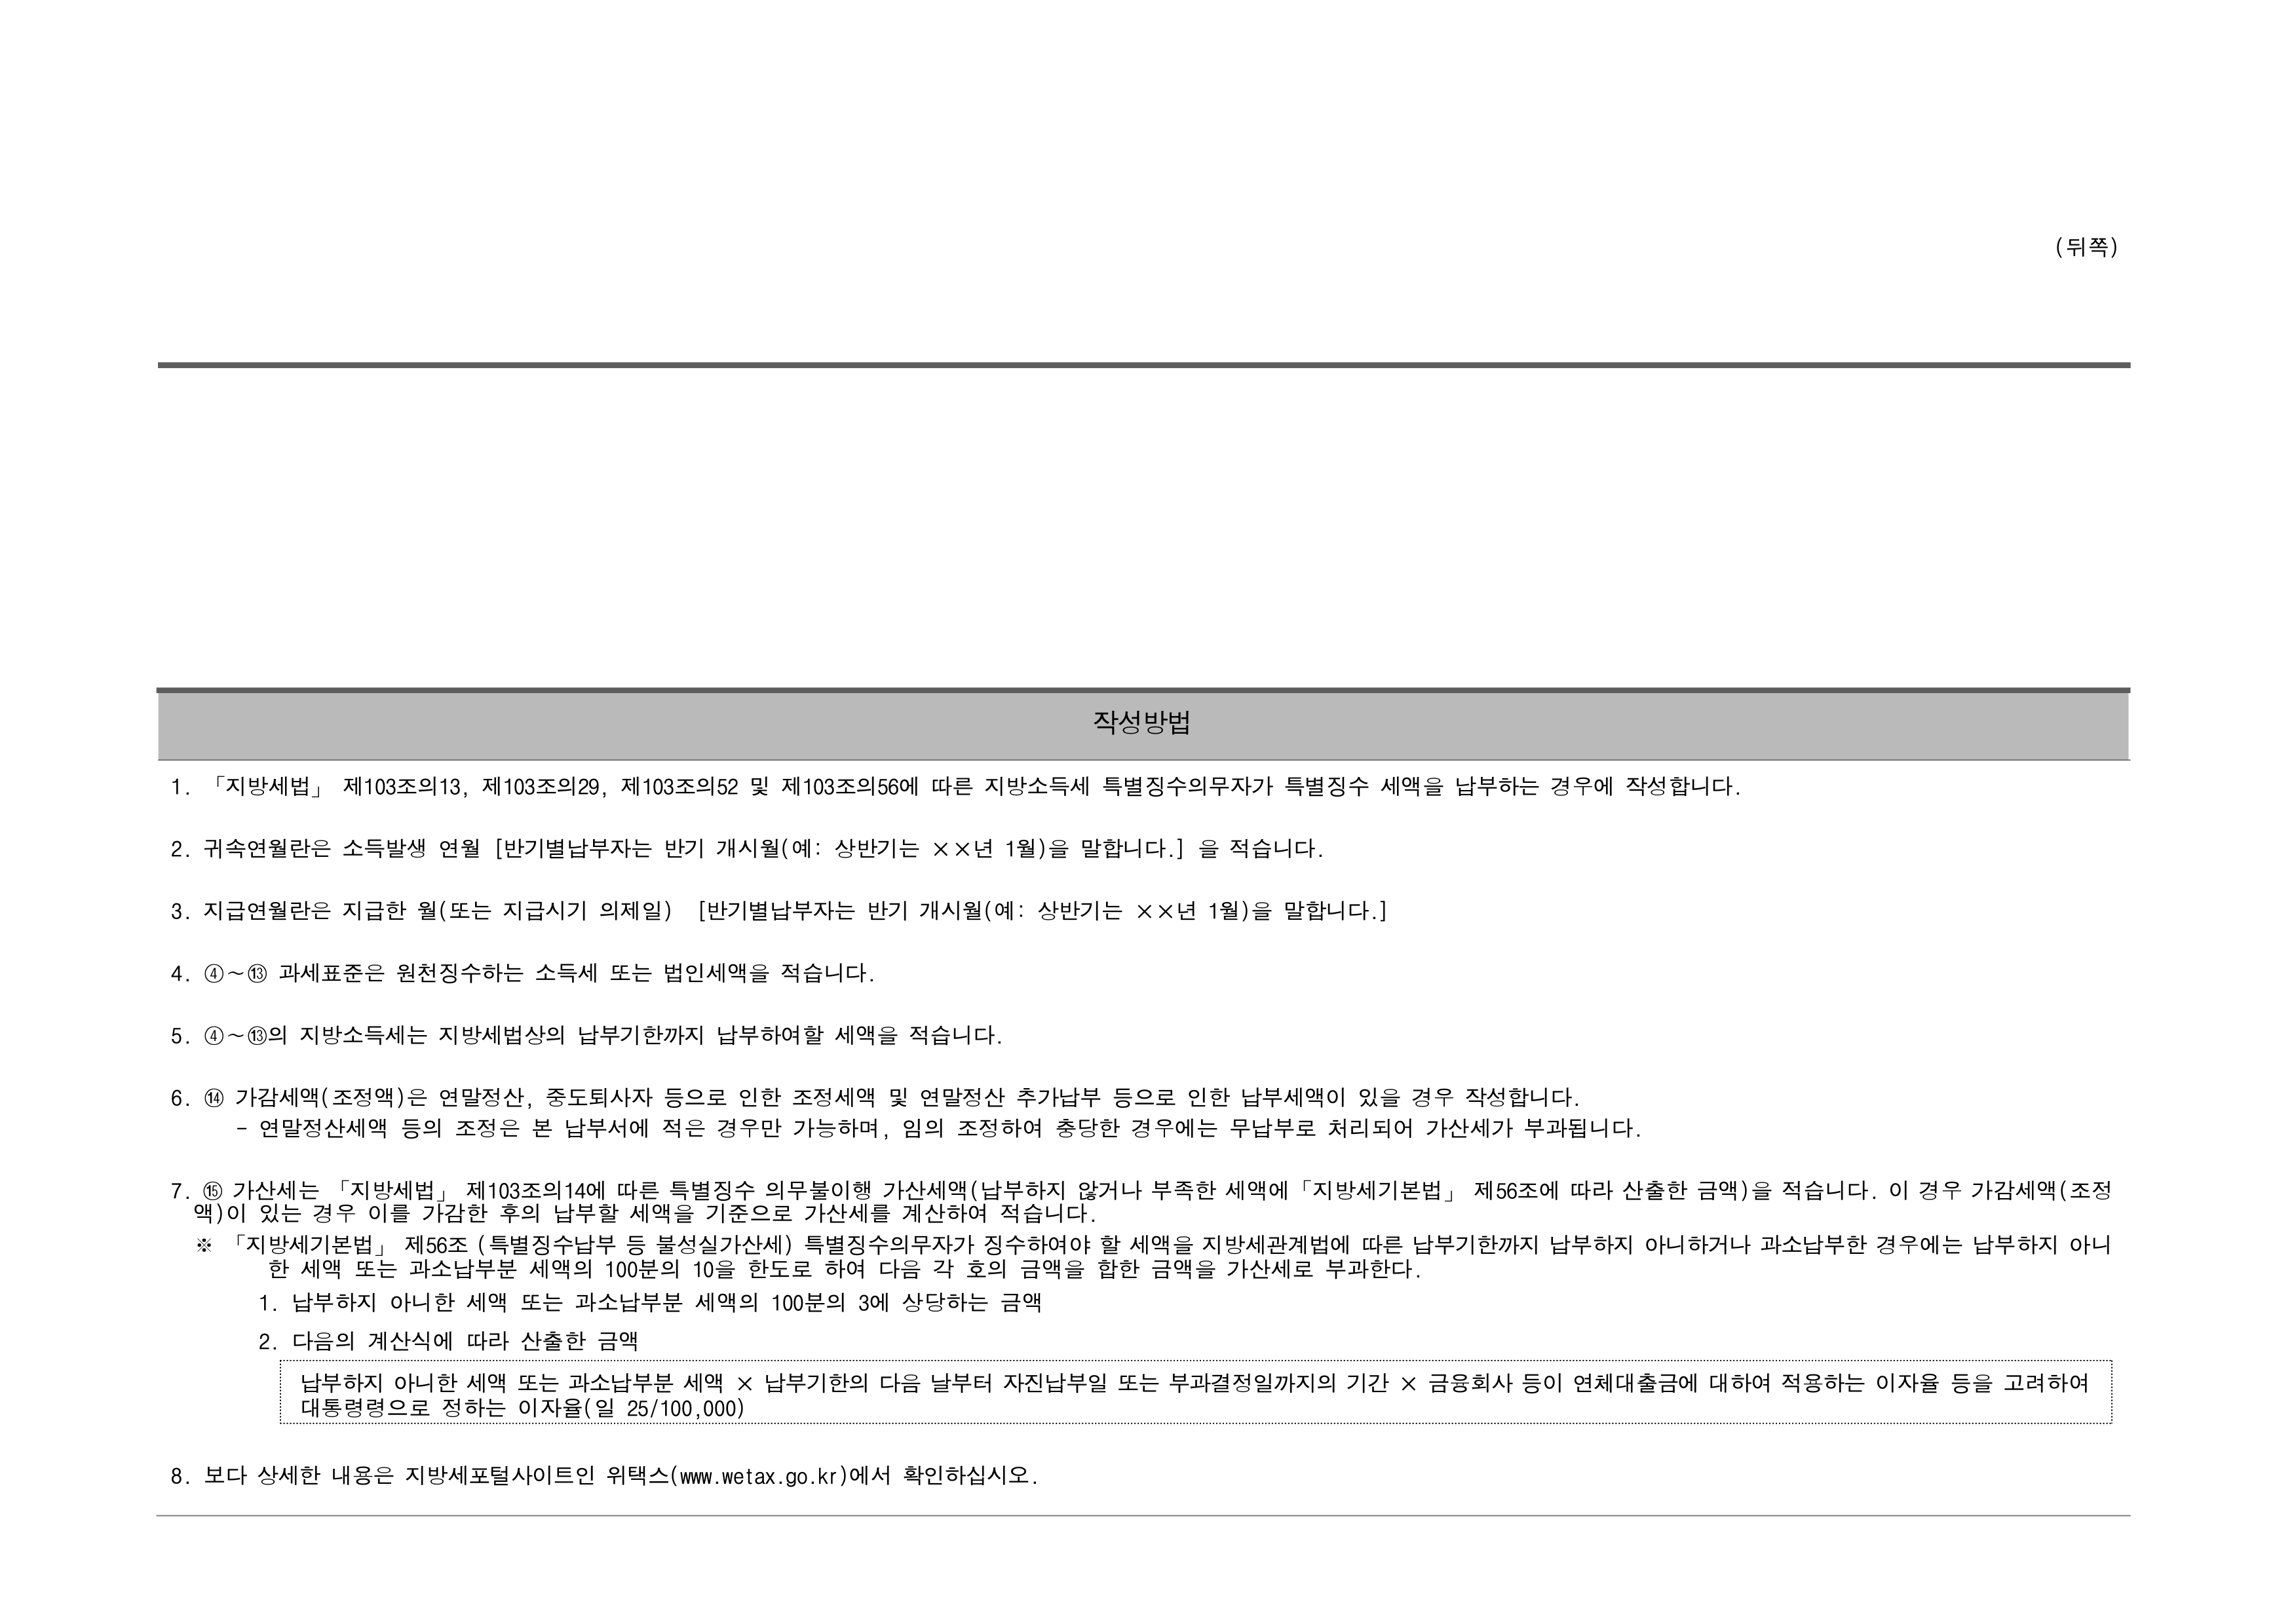 (뒤쪽)
작성방법
1. 「지방세법」 제103조의13, 제103조의29, 제103조의52 및 제103조의56에 따른 지방소득세 특별징수의무자가 특별징수 세액을 납부하는 경우에 작성합니다.
2. 귀속연월란은 소득발생 연월 [반기별납부자는 반기 개시월(예: 상반기는 ××년 1월)을 말합니다.] 을 적습니다.
3. 지급연월란은 지급한 월(또는 지급시기 의제일) [반기별납부자는 반기 개시월(예: 상반기는 ××년 1월)을 말합니다.]
4. ④～⑬ 과세표준은 원천징수하는 소득세 또는 법인세액을 적습니다.
5. ④～⑬의 지방소득세는 지방세법상의 납부기한까지 납부하여할 세액을 적습니다.
6. ⑭ 가감세액(조정액)은 연말정산, 중도퇴사자 등으로 인한 조정세액 및 연말정산 추가납부 등으로 인한 납부세액이 있을 경우 작성합니다.
- 연말정산세액 등의 조정은 본 납부서에 적은 경우만 가능하며, 임의 조정하여 충당한 경우에는 무납부로 처리되어 가산세가 부과됩니다.
7. ⑮ 가산세는 「지방세법」 제103조의14에 따른 특별징수 의무불이행 가산세액(납부하지 않거나 부족한 세액에「지방세기본법」 제56조에 따라 산출한 금액)을 적습니다. 이 경우 가감세액(조정
액)이 있는 경우 이를 가감한 후의 납부할 세액을 기준으로 가산세를 계산하여 적습니다.
※ 「지방세기본법」 제56조 (특별징수납부 등 불성실가산세) 특별징수의무자가 징수하여야 할 세액을 지방세관계법에 따른 납부기한까지 납부하지 아니하거나 과소납부한 경우에는 납부하지 아니
한 세액 또는 과소납부분 세액의 100분의 10을 한도로 하여 다음 각 호의 금액을 합한 금액을 가산세로 부과한다.
1. 납부하지 아니한 세액 또는 과소납부분 세액의 100분의 3에 상당하는 금액
2. 다음의 계산식에 따라 산출한 금액
납부하지 아니한 세액 또는 과소납부분 세액 × 납부기한의 다음 날부터 자진납부일 또는 부과결정일까지의 기간 × 금융회사 등이 연체대출금에 대하여 적용하는 이자율 등을 고려하여
대통령령으로 정하는 이자율(일 25/100,000)
8. 보다 상세한 내용은 지방세포털사이트인 위택스(www.wetax.go.kr)에서 확인하십시오.